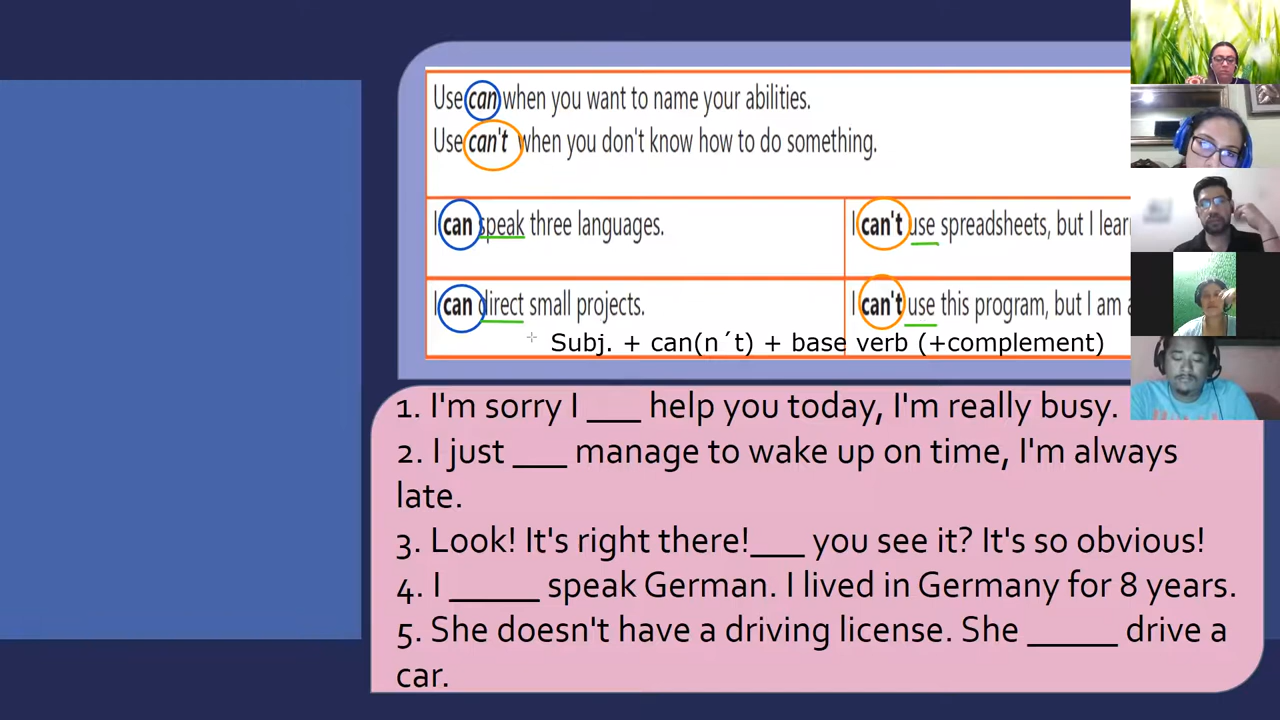 Use can when you want to name your abilities.
Use can't when you don't know how to do something.
I can speak three languages.
I can't use spreadsheets, but I lear
I can direct small projects.
I can't use this program, but I am a
Subj. + can(n´t) + base verb (+complement)
1. I'm sorry I ___ help you today, I'm really busy.
2. I just ___ manage to wake up on time, I'm always
late.
3. Look! It's right there!___ you see it? It's so obvious!
4. I _____ speak German. I lived in Germany for 8 years.
5. She doesn't have a driving license. She _____ drive a
car.